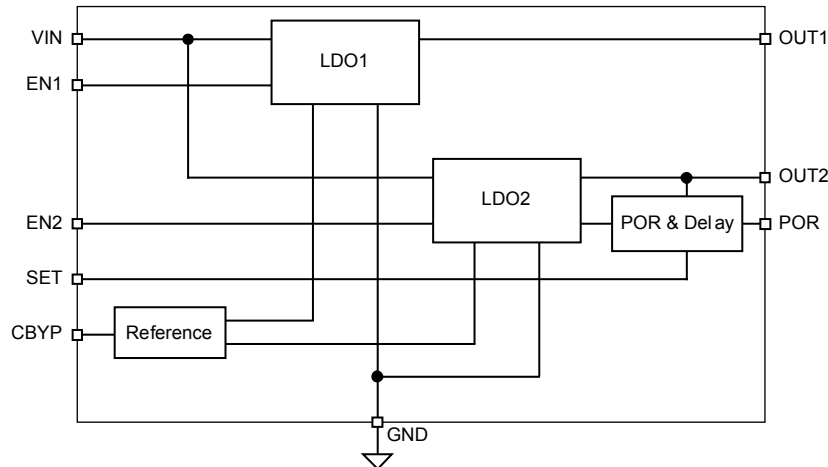 VIN
LDO1
OUT1
EN1
OUT2
LDO2
EN2
POR & Delay
POR
SET
CBYP
Reference
GND